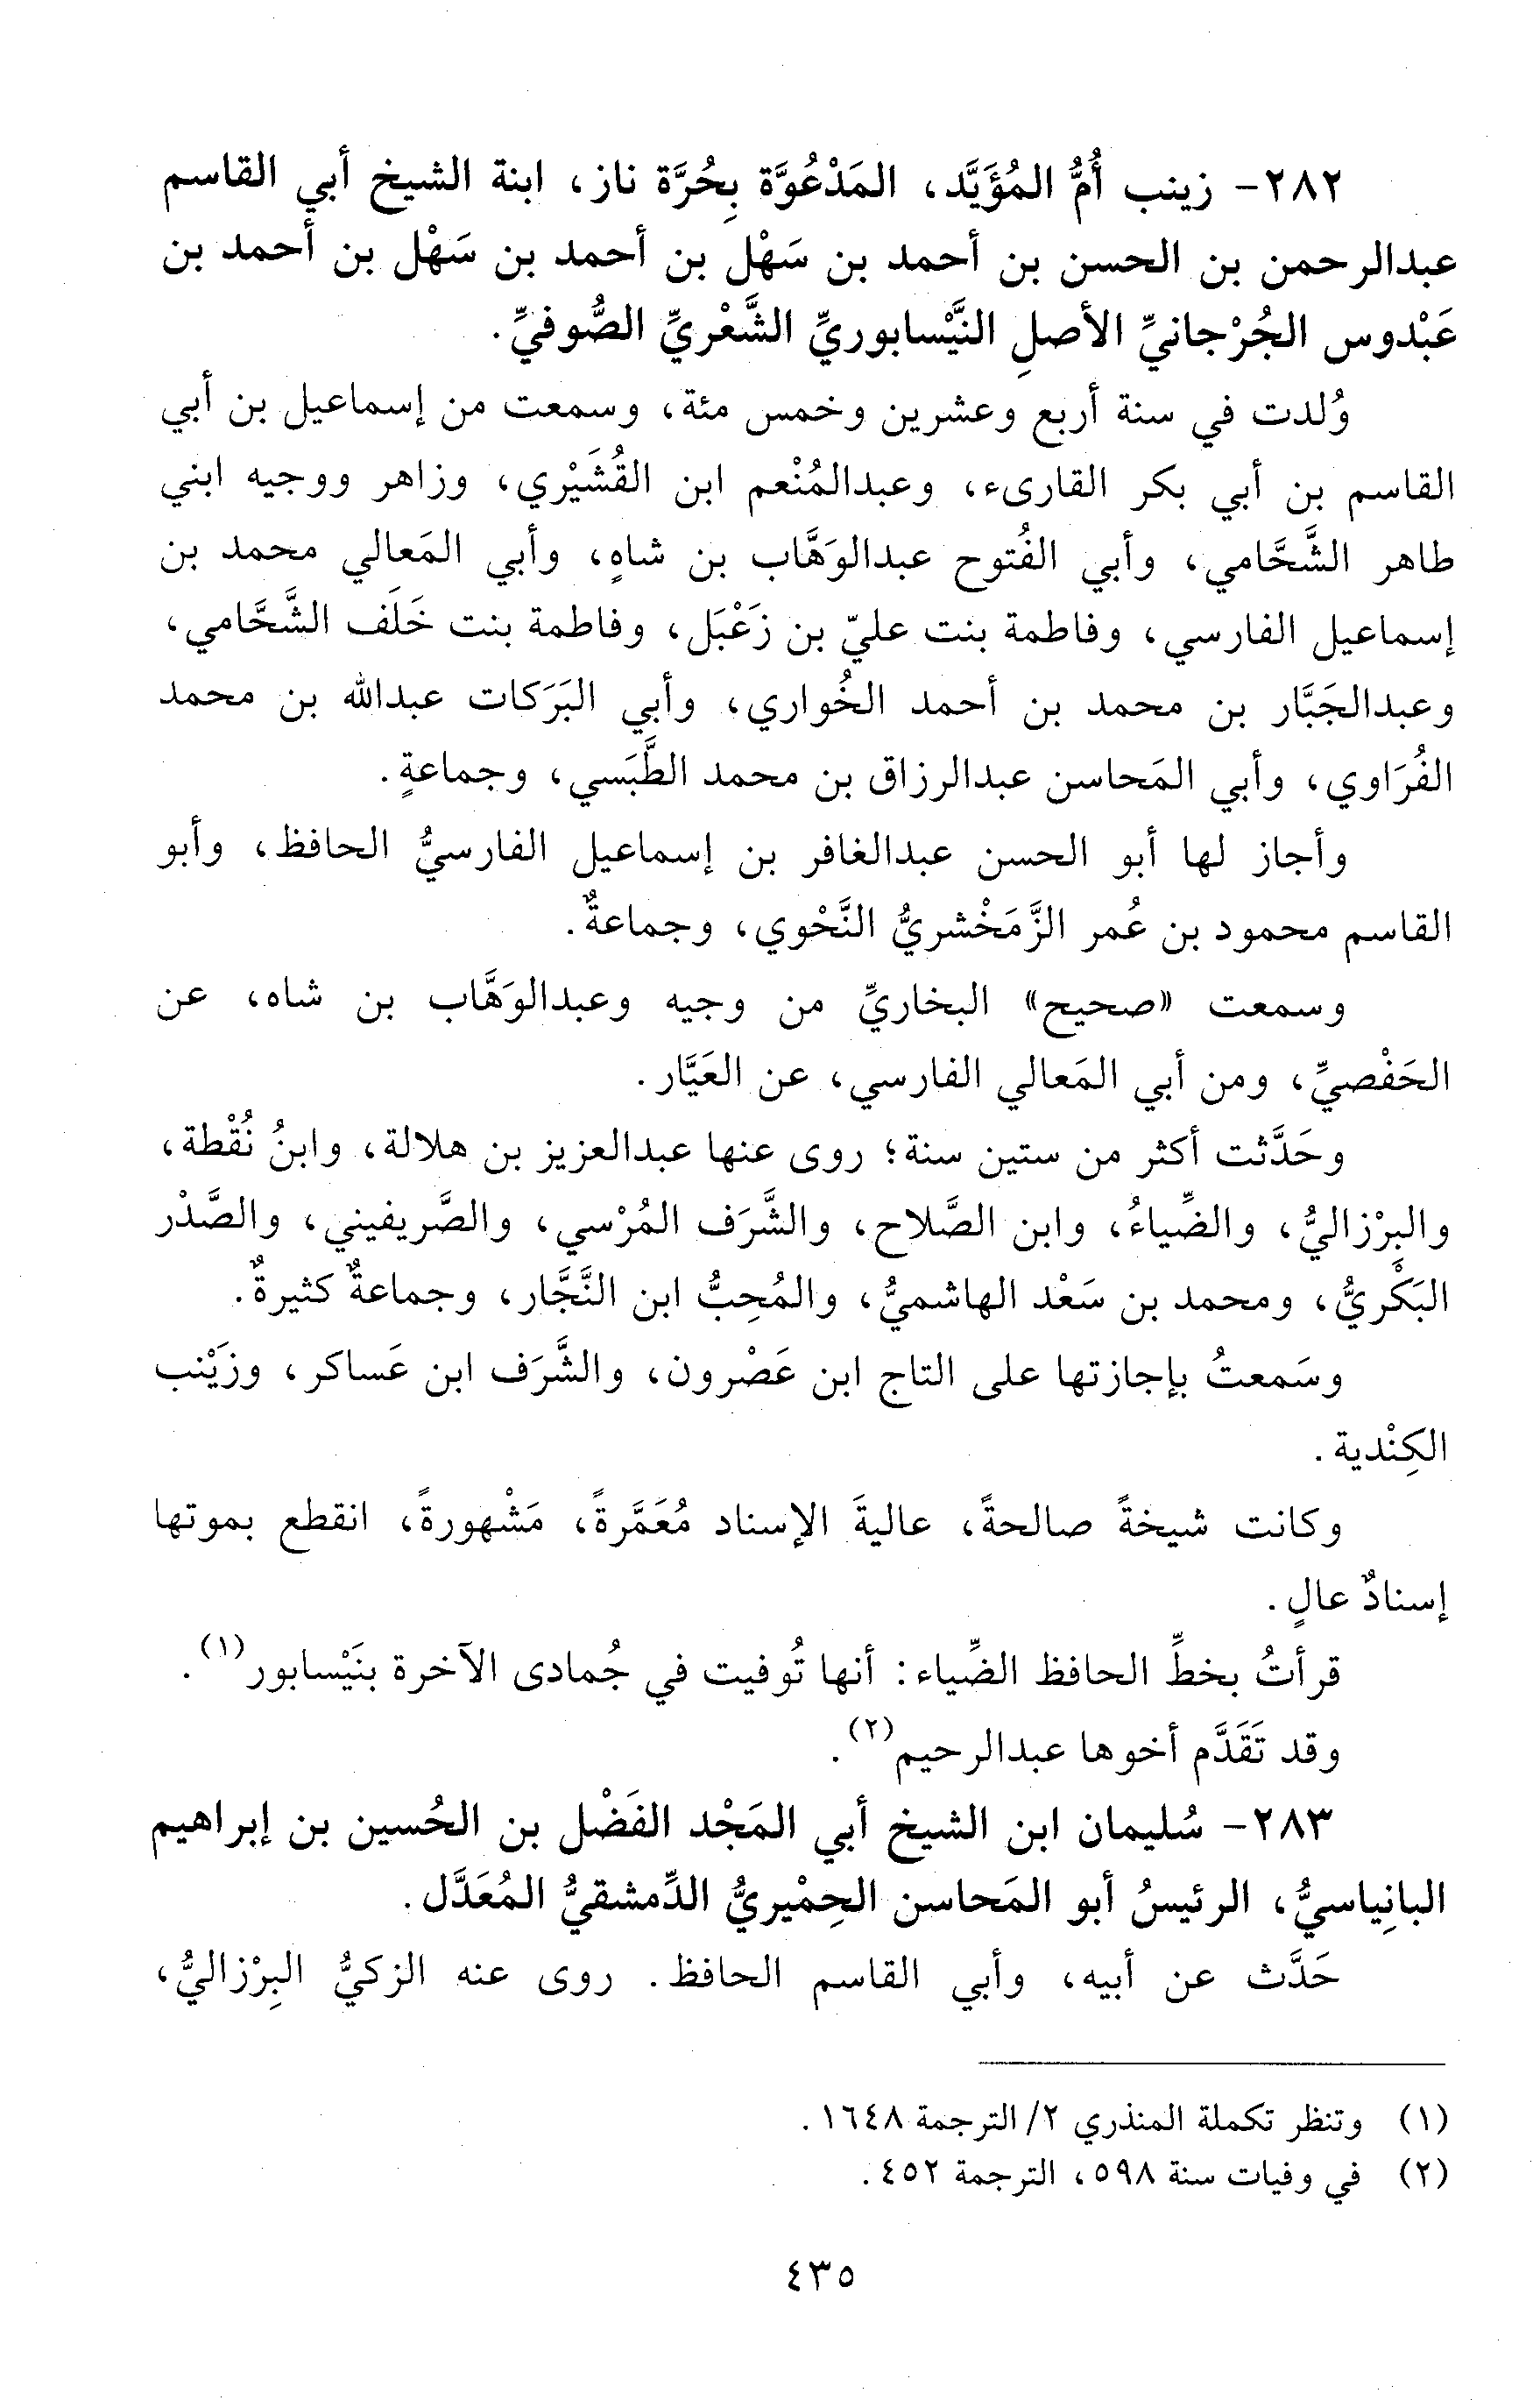 ٢٨٢- زينب أُمُّ المُؤَيَّد، المَدْعُوَّة بِحُرَّة ناز، ابنة الشيخ أبي القاسم
عبدالرحمن بن الحسن بن أحمد بن سَهْل بن أحمد بن سَهْل بن أحمد بن
عَبْدوس الجُرْجانيِّ الأصلِ النَّيْسابوريِّ الشَّعْريِّ الصُّوفيِّ.
وُلدت في سنة أربع وعشرين وخمس مئة، وسمعت من إسماعيل بن أبي
القاسم بن أبي بكر القارىء، وعبدالمُنْعم ابن القُشَيْري، وزاهر ووجيه ابني
طاهر الشَّحَّامي، وأبي الفُتوح عبدالوَهَّاب بن شاهٍ، وأبي المَعالي محمد بن
إسماعيل الفارسي، وفاطمة بنت عليّ بن زَعْبَل، وفاطمة بنت خَلَف الشَّحَّامي،
وعبدالجَبَّار بن محمد بن أحمد الخُواري، وأبي البَرَكات عبدالله بن محمد
الفُرَاوي، وأبي المَحاسن عبدالرزاق بن محمد الطَّبَسي، وجماعةٍ.
وأجاز لها أبو الحسن عبدالغافر بن إسماعيل الفارسيُّ الحافظ، وأبو
القاسم محمود بن عُمر الزَّمَخْشريُّ النَّحْوي، وجماعةٌ.
وسمعت «صحيح» البخاريِّ من وجيه وعبدالوَهَّاب بن شاه، عن
الحَفْصيِّ، ومن أبي المَعالي الفارسي، عن العَيَّار.
وحَدَّثت أكثر من ستين سنة؛ روى عنها عبدالعزيز بن هلالة، وابنُ نُقْطة،
والبِرْزاليُّ، والضِّياءُ، وابن الصَّلاح، والشَّرَف المُرْسي، والصَّريفيني، والصَّدْر
البَكْريُّ، ومحمد بن سَعْد الهاشميُّ، والمُحِبُّ ابن النَّجَّار، وجماعةٌ كثيرةٌ.
وسَمعتُ بإجازتها على التاج ابن عَصْرون، والشَّرَف ابن عَساكر، وزَيْنب
الكِنْدية.
وكانت شيخةً صالحةً، عاليةَ الإسناد مُعَمَّرةً، مَشْهورةً، انقطع بموتها
إسنادٌ عالٍ.
قرأتُ بخطِّ الحافظ الضِّياء: أنها تُوفيت في جُمادى الآخرة بنَيْسابور(١).
وقد تَقَدَّم أخوها عبدالرحيم(٢).
٢٨٣- سُليمان ابن الشيخ أبي المَجْد الفَضْل بن الحُسين بن إبراهيم
البانِياسيُّ، الرئيسُ أبو المَحاسن الحِمْيريُّ الدِّمشقيُّ المُعَدَّل.
حَدَّث عن أبيه، وأبي القاسم الحافظ. روى عنه الزكيُّ البِرْزاليُّ،
(١) وتنظر تكملة المنذري ٢/ الترجمة ١٦٤٨.
(٢) في وفيات سنة ٥٩٨، الترجمة ٤٥٢.
٤٣٥